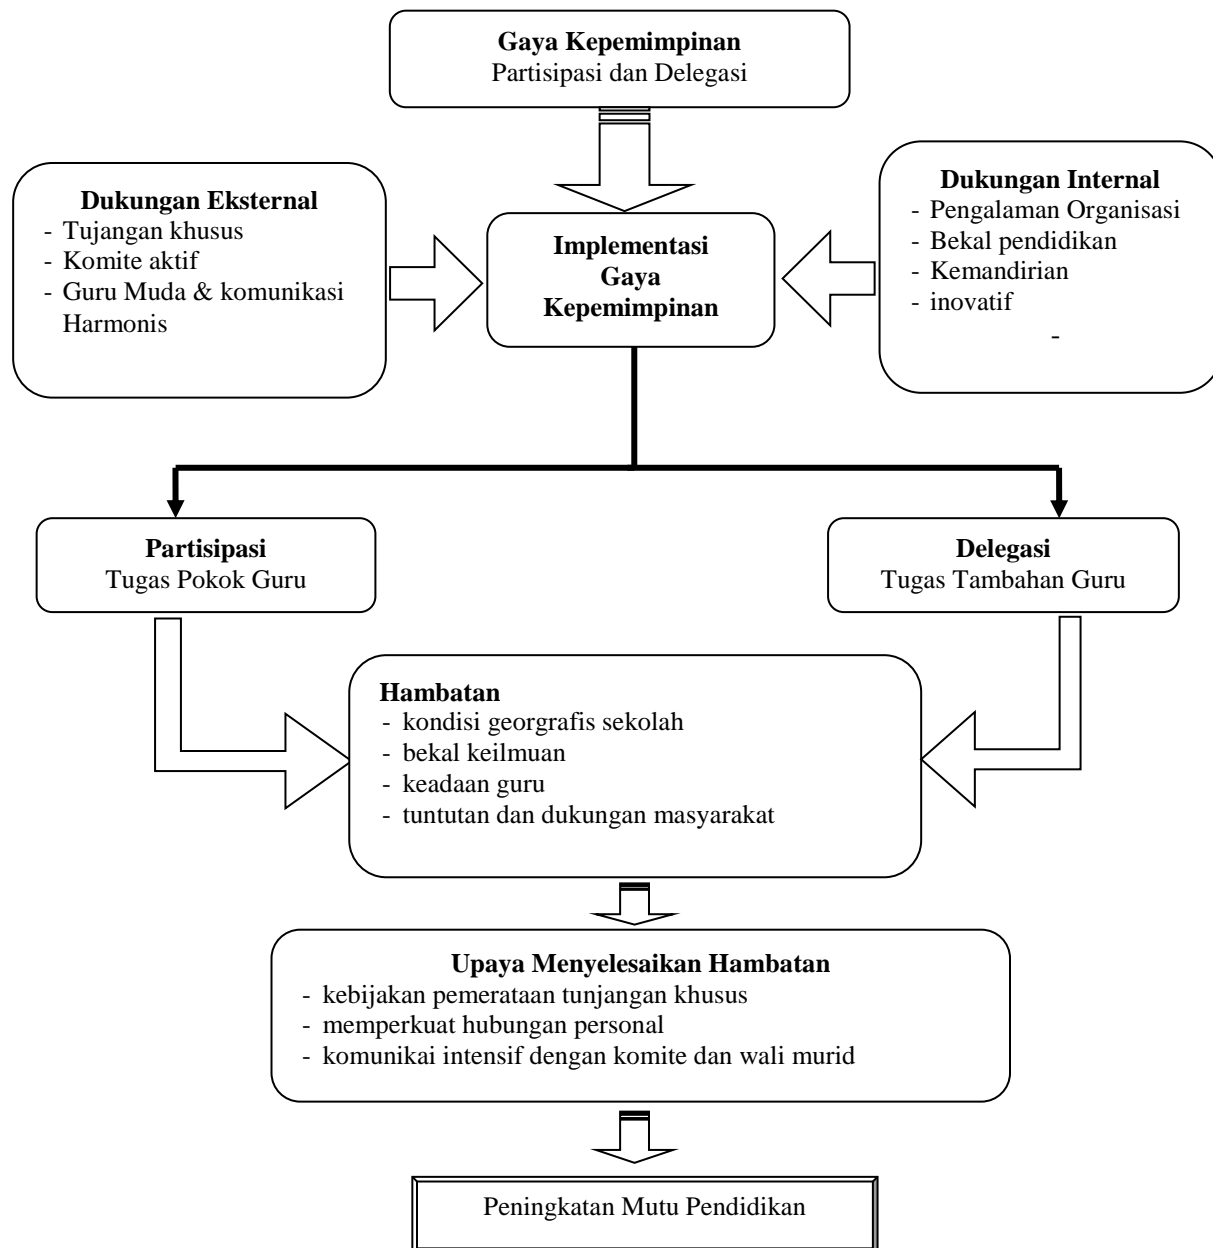 Gaya Kepemimpinan
Partisipasi dan Delegasi
Dukungan Eksternal
- Tujangan khusus
- Komite aktif
- Guru Muda & komunikasi
Harmonis
Implementasi
Gaya
Kepemimpinan
Dukungan Internal
- Pengalaman Organisasi
- Bekal pendidikan
- Kemandirian
- inovatif
-
Partisipasi
Tugas Pokok Guru
Delegasi
Tugas Tambahan Guru
Hambatan
- kondisi georgrafis sekolah
- bekal keilmuan
- keadaan guru
- tuntutan dan dukungan masyarakat
Upaya Menyelesaikan Hambatan
- kebijakan pemerataan tunjangan khusus
- memperkuat hubungan personal
- komunikai intensif dengan komite dan wali murid
Peningkatan Mutu Pendidikan